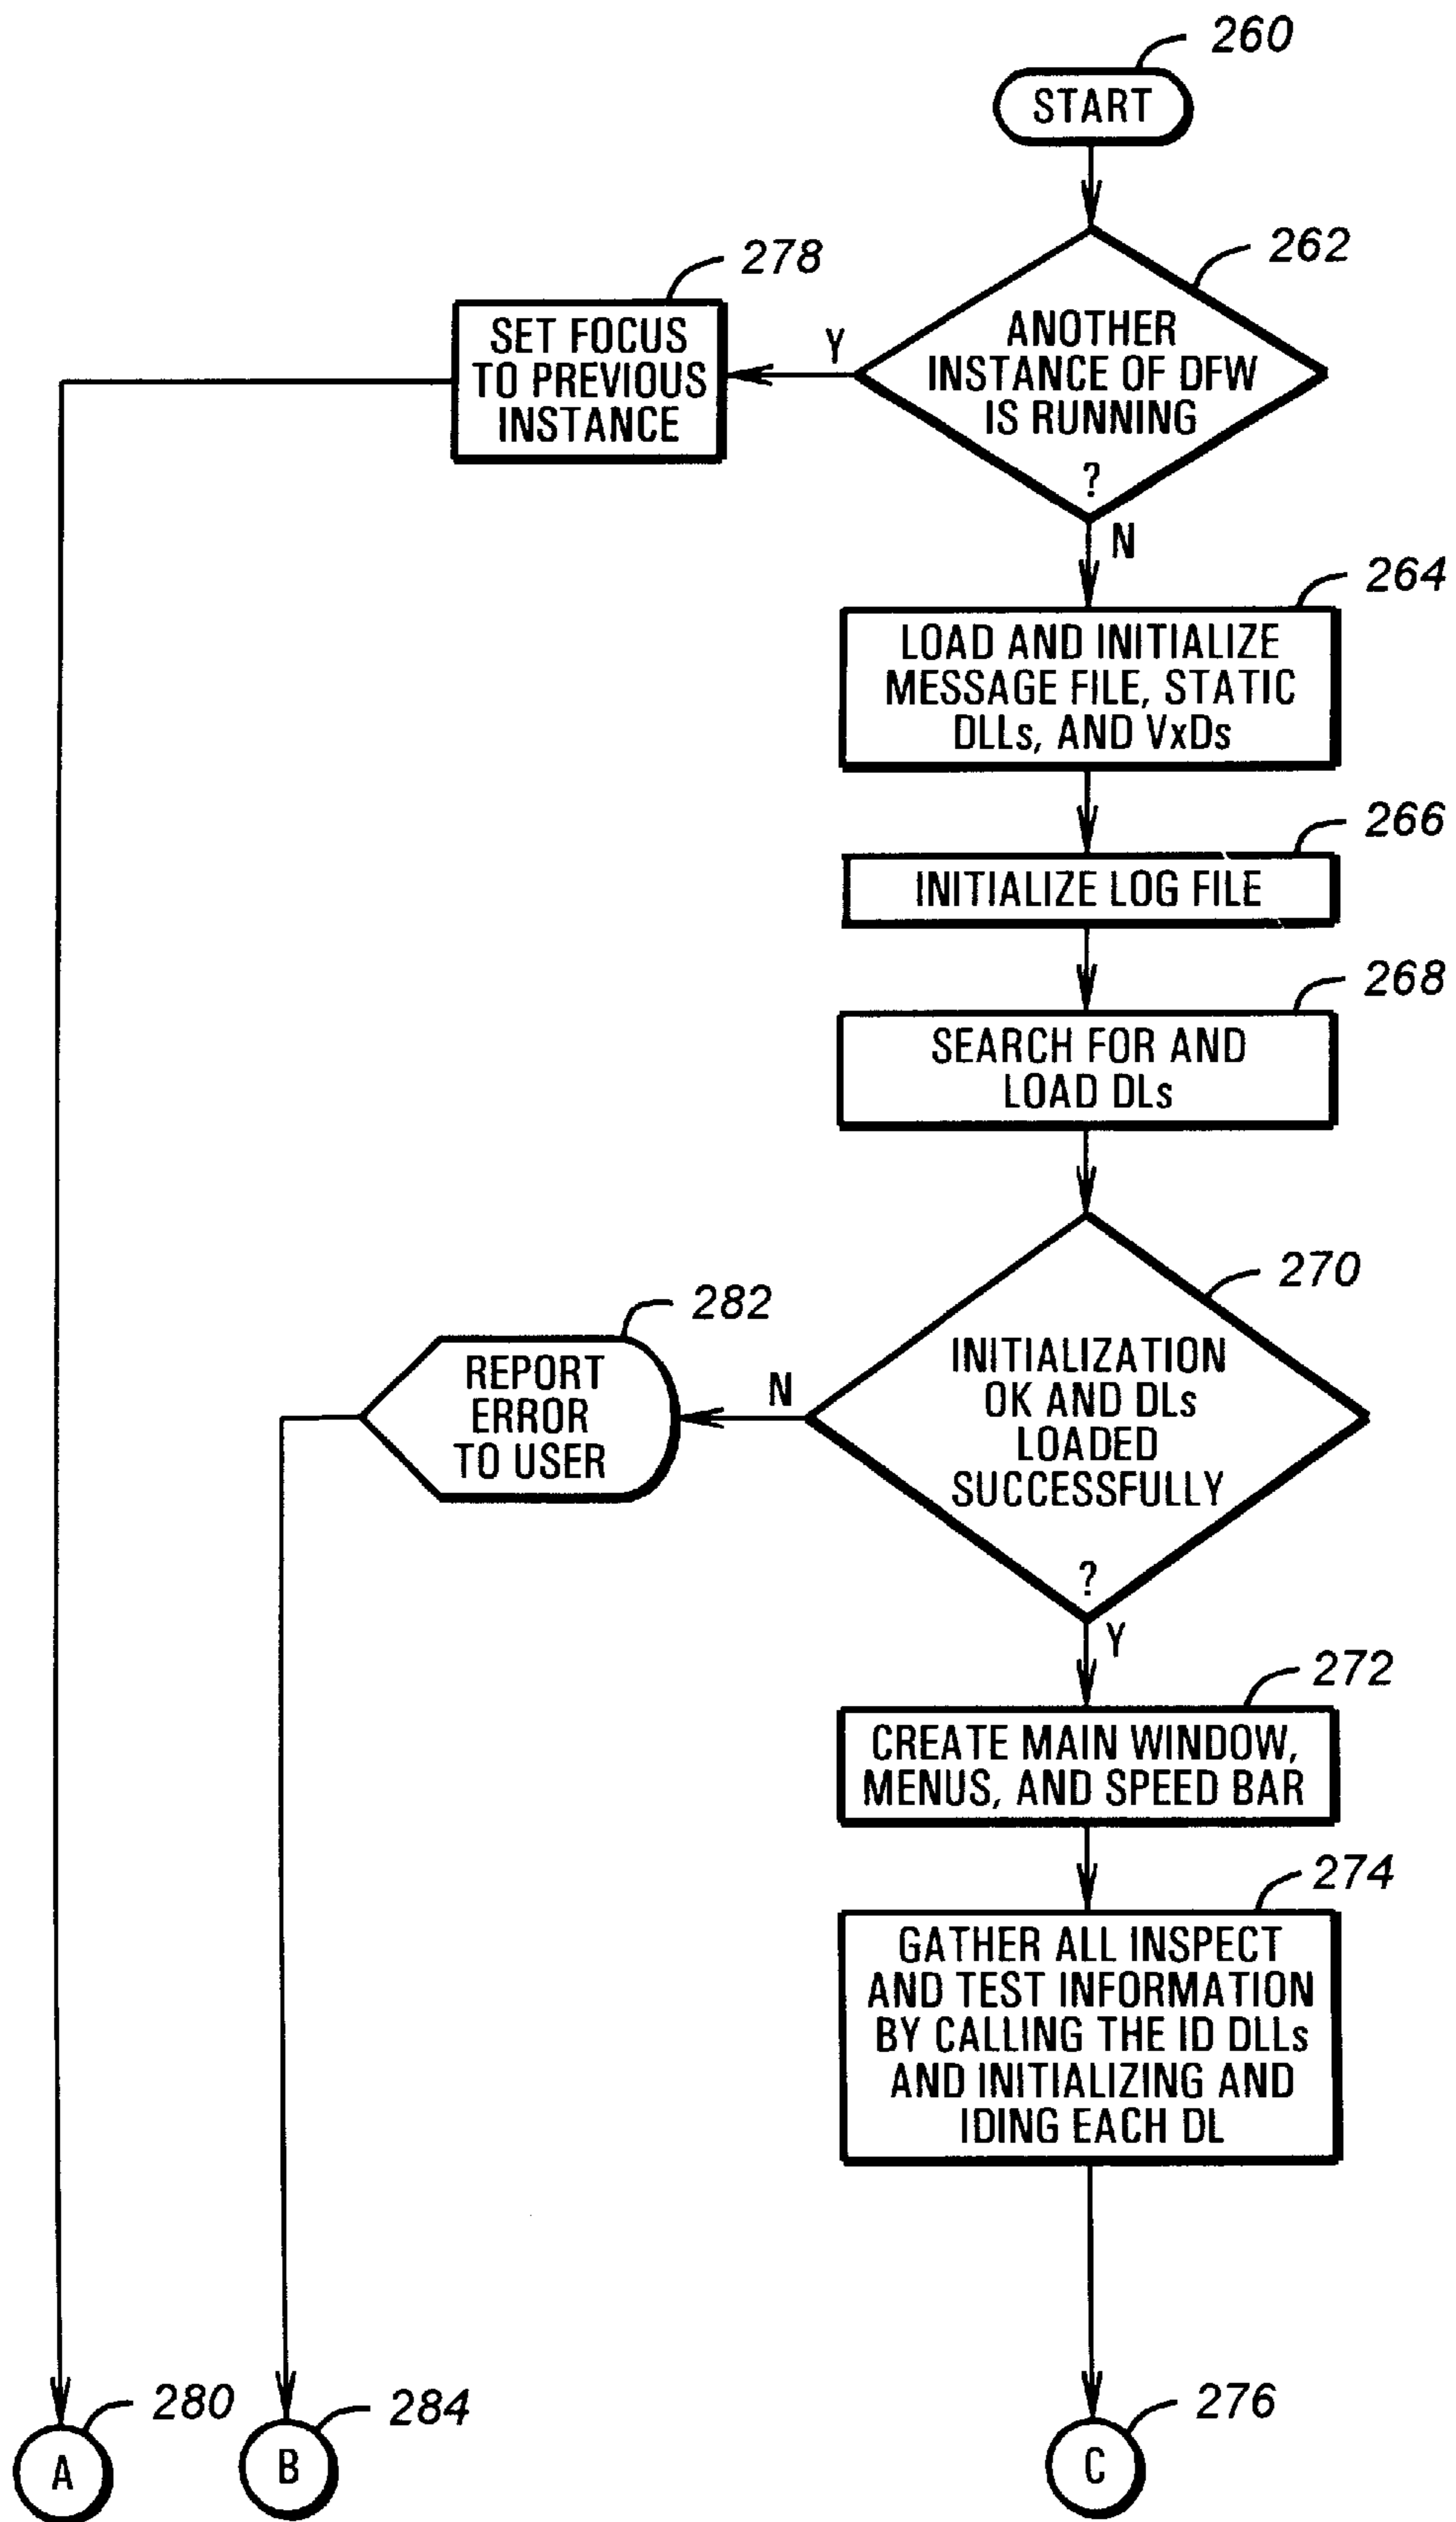 260
START
262
ANOTHER
INSTANCE OF DFW
IS RUNNING
?
Y
278
SET FOCUS
TO PREVIOUS
INSTANCE
N
264
LOAD AND INITIALIZE
MESSAGE FILE, STATIC
DLLs, AND VxDs
266
INITIALIZE LOG FILE
268
SEARCH FOR AND
LOAD DLs
270
INITIALIZATION
OK AND DLs
LOADED
SUCCESSFULLY
?
N
282
REPORT
ERROR
TO USER
Y
272
CREATE MAIN WINDOW,
MENUS, AND SPEED BAR
274
GATHER ALL INSPECT
AND TEST INFORMATION
BY CALLING THE ID DLLs
AND INITIALIZING AND
IDING EACH DL
280
A
284
B
276
C